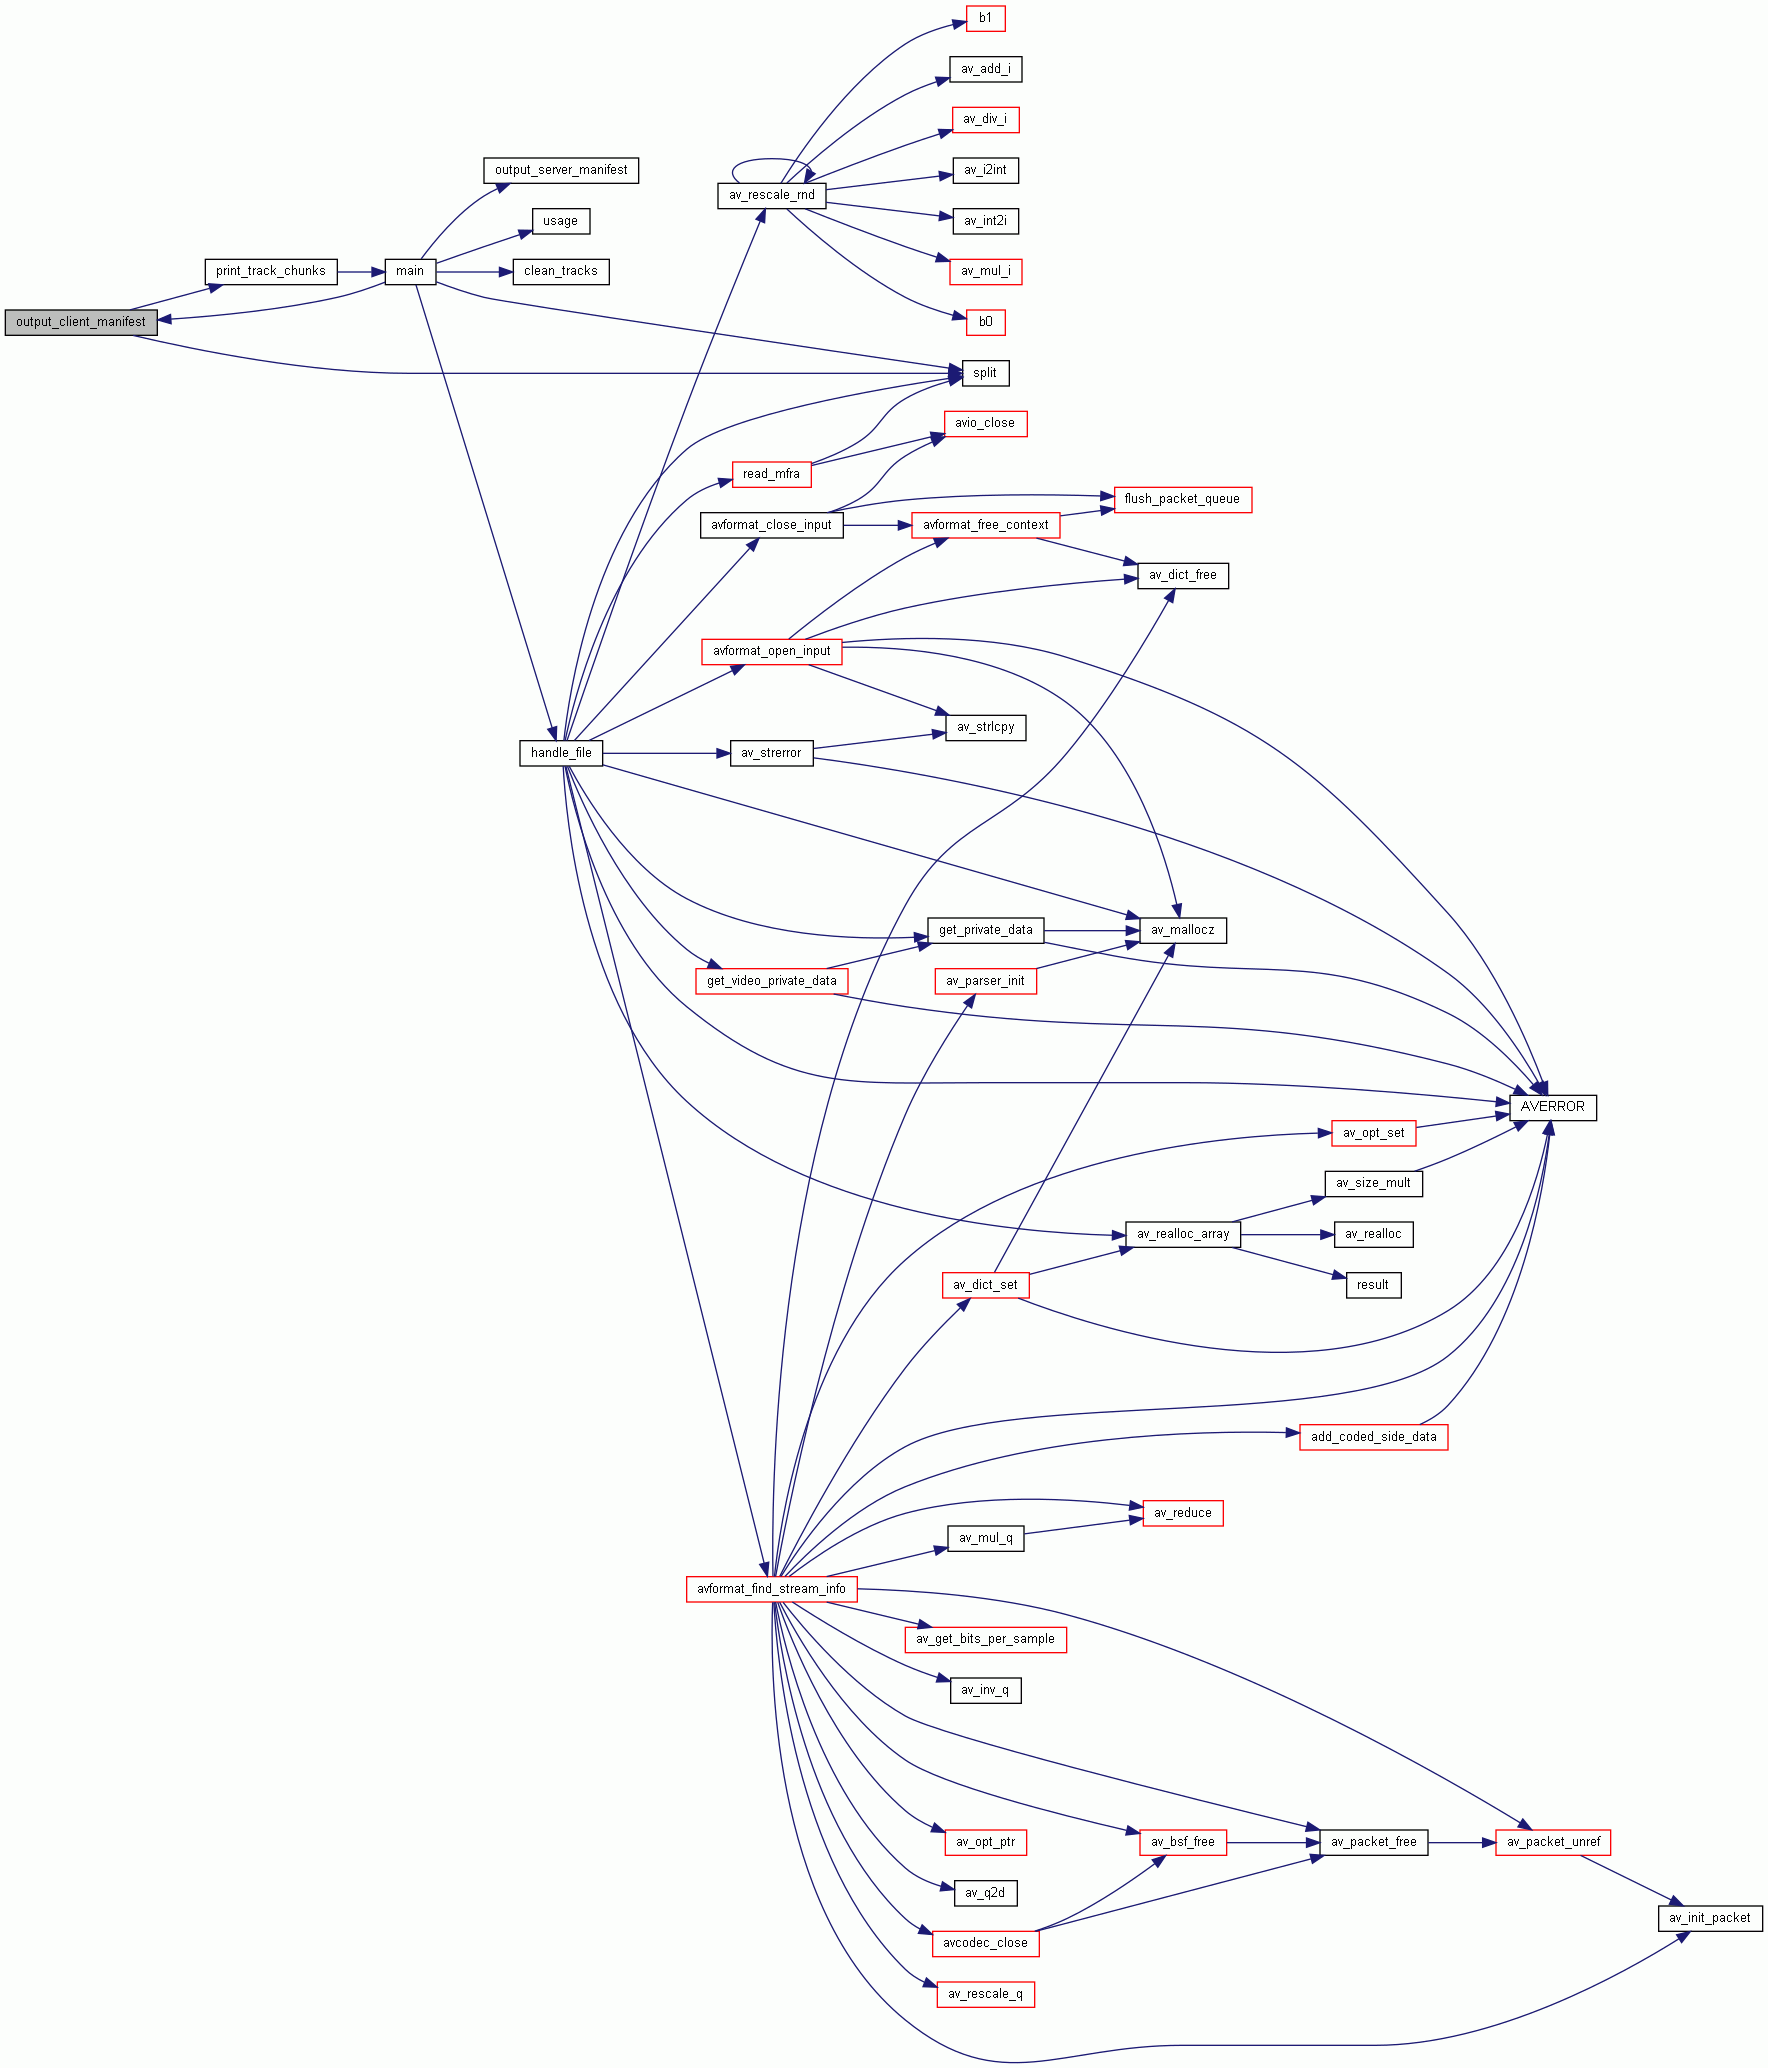 b1
av_add_i
av_div_i
output_server_manifest
av_i2int
av_rescale_rnd
usage
av_int2i
print_track_chunks
main
clean_tracks
av_mul_i
output_client_manifest
b0
split
avio_close
read_mfra
flush_packet_queue
avformat_close_input
avformat_free_context
av_dict_free
avformat_open_input
av_strlcpy
handle_file
av_strerror
get_private_data
av_mallocz
get_video_private_data
av_parser_init
AVERROR
av_opt_set
av_size_mult
av_realloc_array
av_realloc
av_dict_set
result
add_coded_side_data
av_reduce
av_mul_q
avformat_find_stream_info
av_get_bits_per_sample
av_inv_q
av_opt_ptr
av_bsf_free
av_packet_free
av_packet_unref
av_q2d
av_init_packet
avcodec_close
av_rescale_q